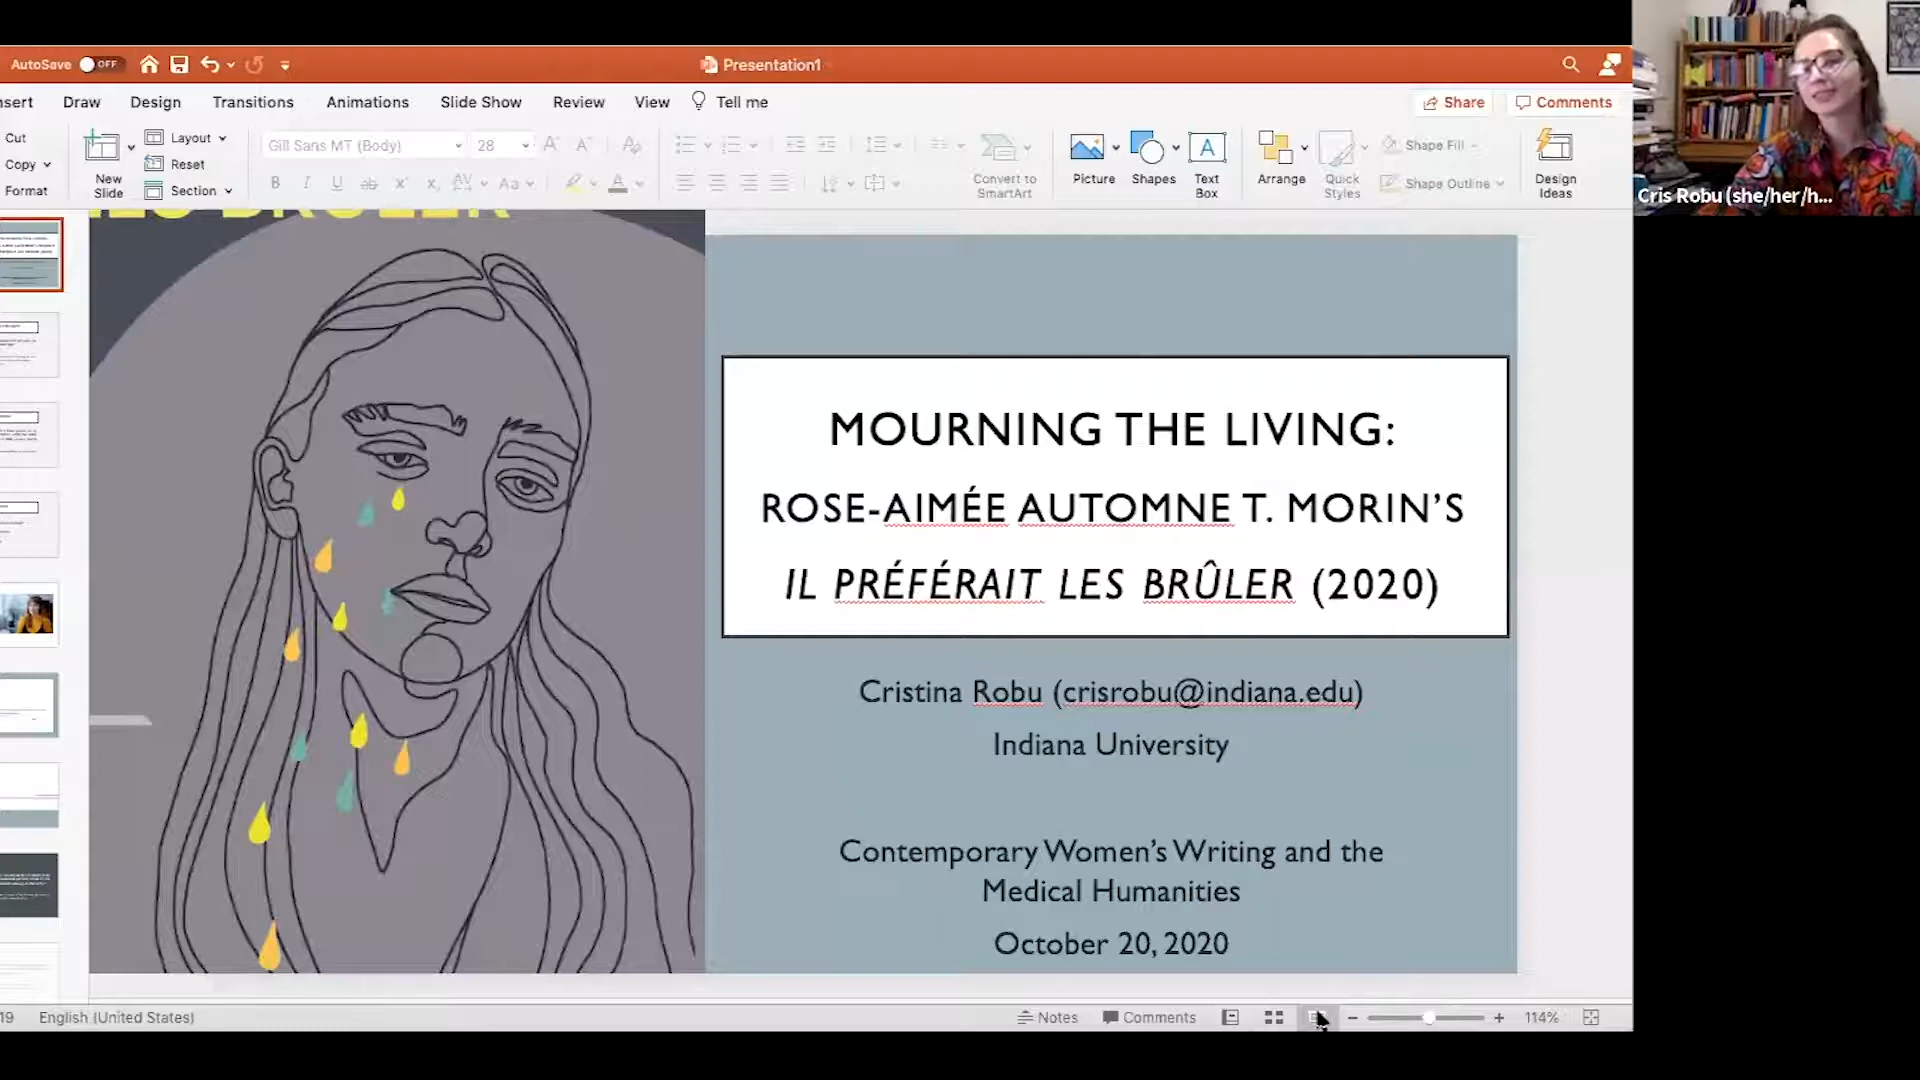 AutoSave OFF
Presentation1
nsert Draw Design Transitions Animations Slide Show Review View Tell me
Share Comments
Cut
Copy
Format
New
Slide
Layout
Reset
Section
Gill Sans MT (Body) 28
Convert to
SmartArt
Picture
Shapes
Text
Box
Arrange
Quick
Styles
Shape Fill
Shape Outline
Design
Ideas
Cris Robu (she/her/h...
LES BRÛLER
MOURNING THE LIVING:
ROSE-AIMÉE AUTOMNE T. MORIN’S
IL PRÉFÉRAIT LES BRÛLER (2020)
Cristina Robu (crisrobu@indiana.edu)
Indiana University
Contemporary Women’s Writing and the
Medical Humanities
October 20, 2020
19 English (United States)
Notes Comments 114%